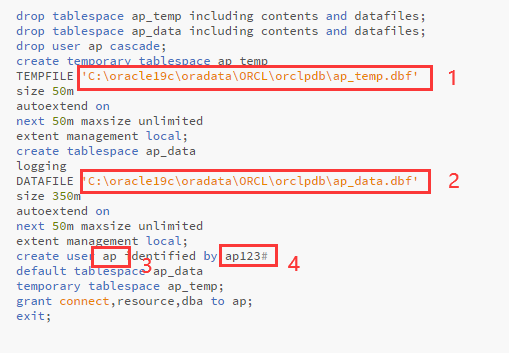 drop tablespace ap_temp including contents and datafiles;
drop tablespace ap_data including contents and datafiles;
drop user ap cascade;
create temporary tablespace ap_temp
TEMPFILE 'C:\oracle19c\oradata\ORCL\orclpdb\ap_temp.dbf' 1
size 50m
autoextend on
next 50m maxsize unlimited
extent management local;
create tablespace ap_data
logging
DATAFILE 'C:\oracle19c\oradata\ORCL\orclpdb\ap_data.dbf' 2
size 350m
autoextend on
next 50m maxsize unlimited
extent management local;
create user ap identified by ap123#
3 4
default tablespace ap_data
temporary tablespace ap_temp;
grant connect,resource,dba to ap;
exit;